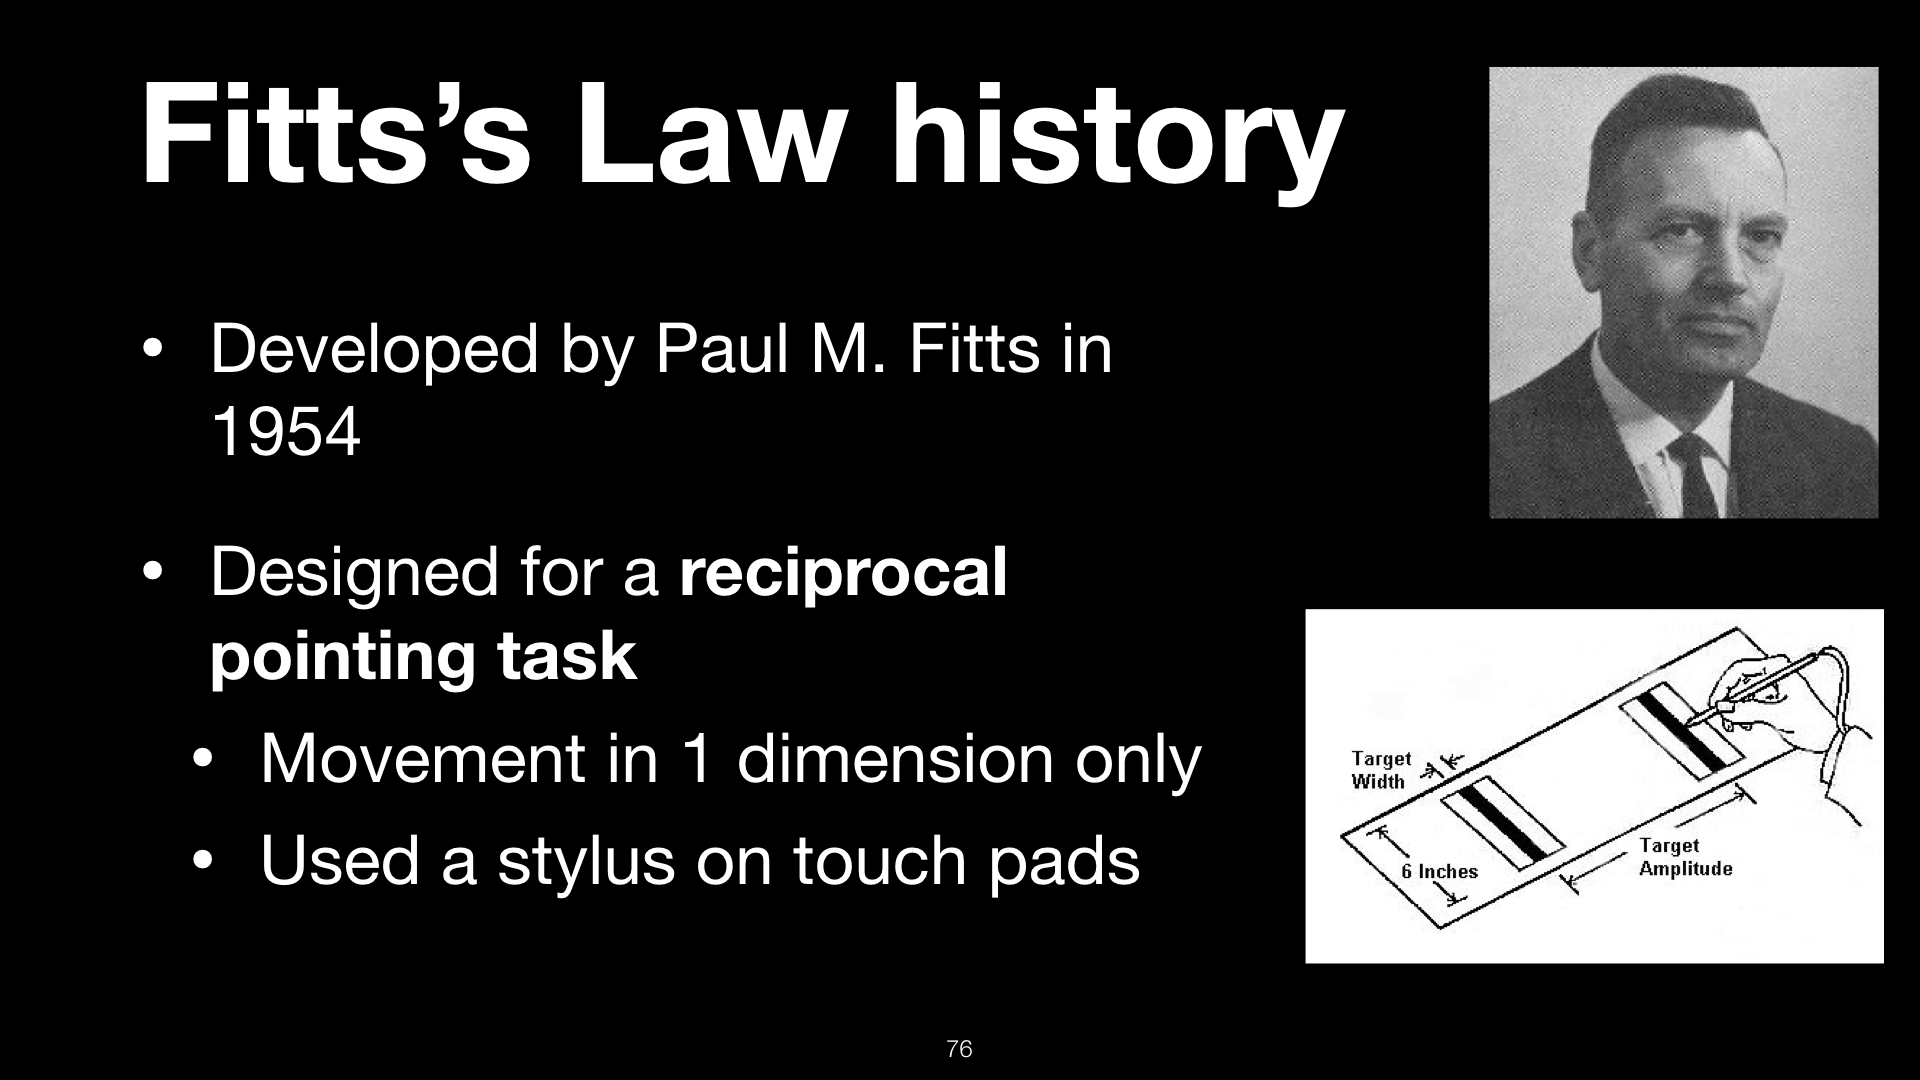 Fitts’s Law history
• Developed by Paul M. Fitts in
1954
• Designed for a reciprocal
pointing task
• Movement in 1 dimension only
• Used a stylus on touch pads
Target
Width
6 Inches
Target
Amplitude
76